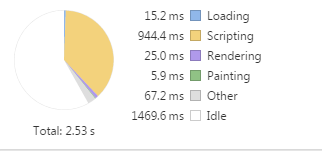 15.2 ms Loading
944.4 ms Scripting
25.0 ms Rendering
5.9 ms Painting
67.2 ms Other
1469.6 ms Idle
Total: 2.53 s